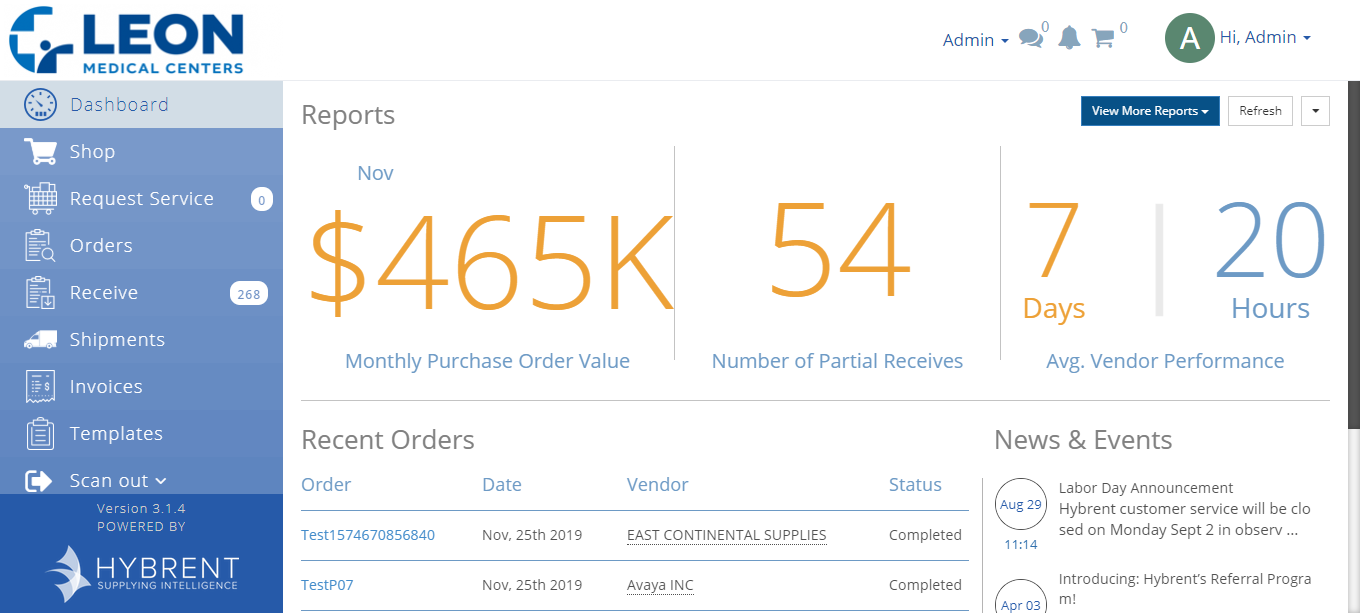 LEON
MEDICAL CENTERS
Admin
0
0
A
Hi, Admin
Dashboard
Shop
Request Service
0
Orders
Receive
268
Shipments
Invoices
Templates
Scan out
Version 3.1.4
POWERED BY
HYBRENT
SUPPLYING INTELLIGENCE
Reports
View More Reports
Refresh
Nov
$465K
Monthly Purchase Order Value
54
Number of Partial Receives
7
Days
20
Hours
Avg. Vendor Performance
Recent Orders
Order Date Vendor Status
Test1574670856840 Nov, 25th 2019 EAST CONTINENTAL SUPPLIES Completed
TestP07 Nov, 25th 2019 Avaya INC Completed
News & Events
Aug 29
11:14
Labor Day Announcement
Hybrent customer service will be clo
sed on Monday Sept 2 in observ ...
Apr 03
Introducing: Hybrent's Referral Progra
m!